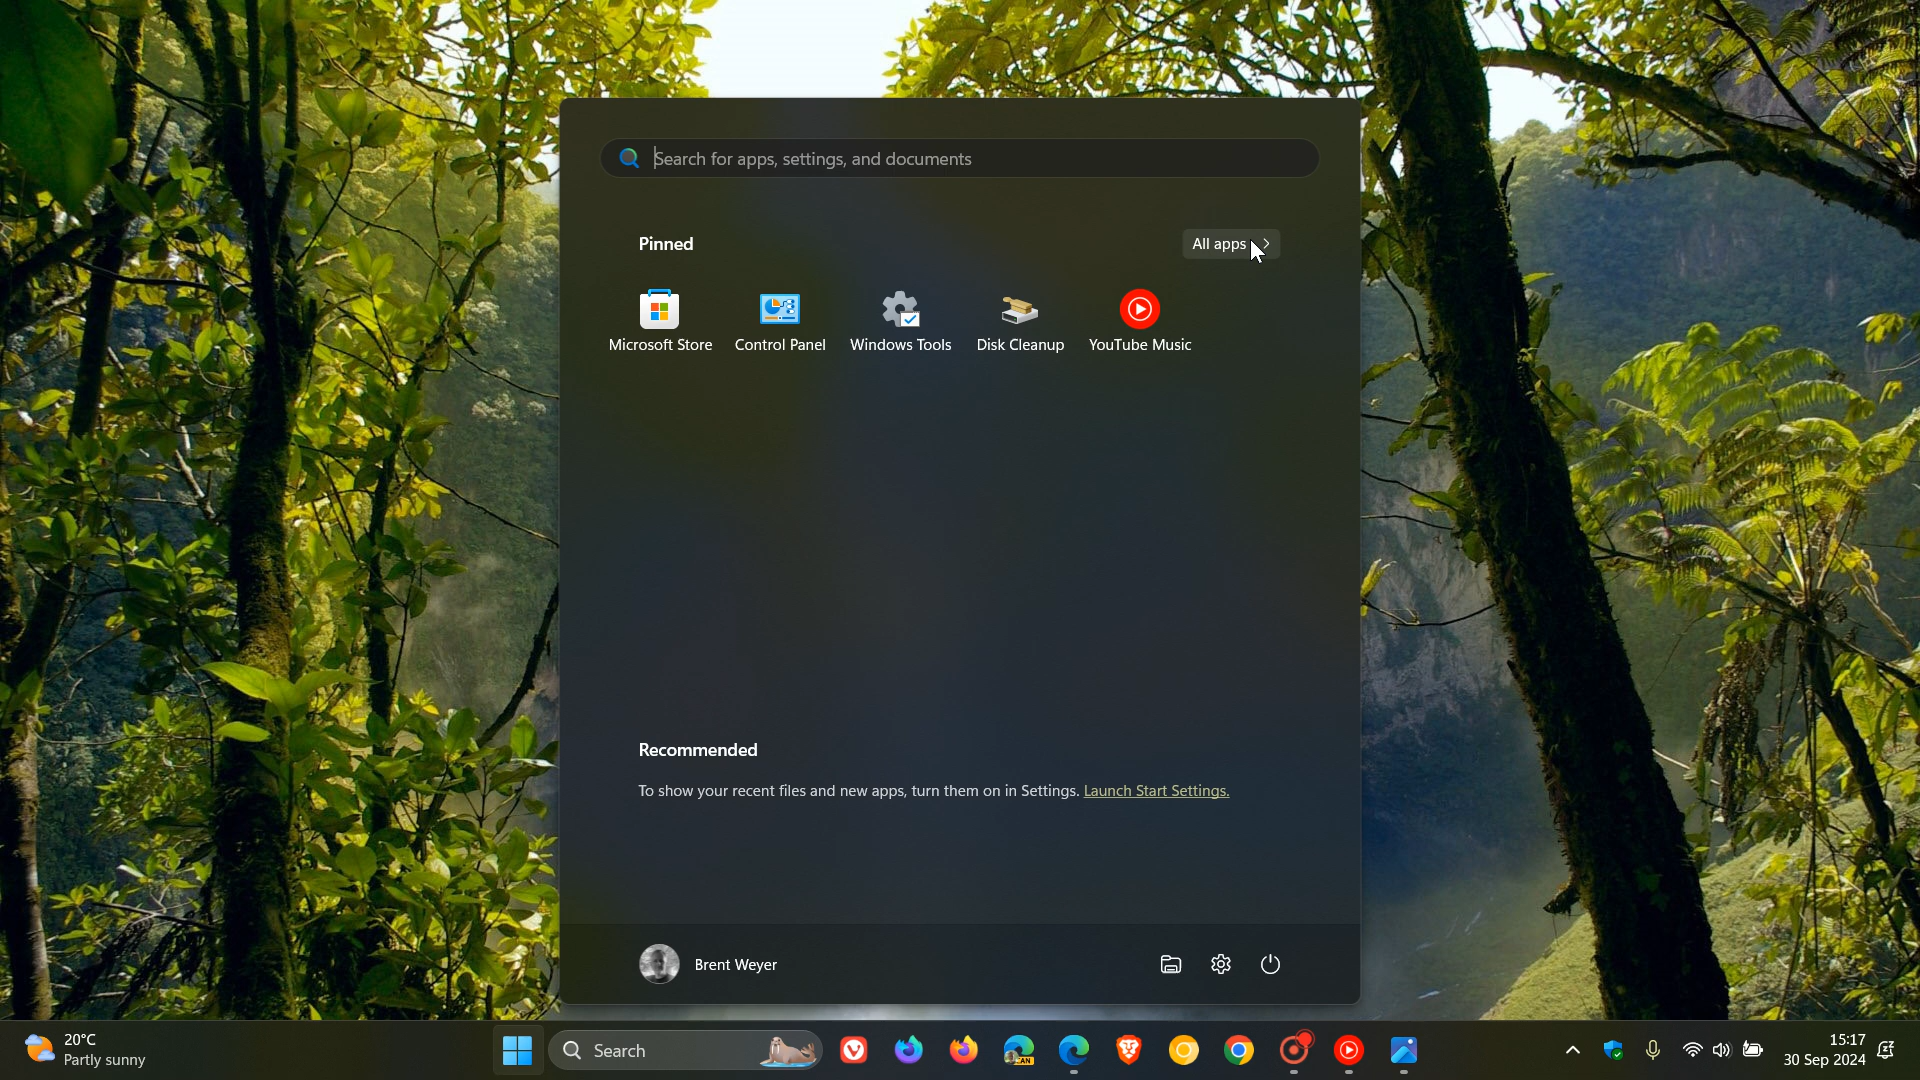 Search for apps, settings, and documents
Pinned
All apps
Microsoft Store
Control Panel
Windows Tools
Disk Cleanup
YouTube Music
Recommended
To show your recent files and new apps, turn them on in Settings. Launch Start Settings.
Brent Weyer
20°C
Partly sunny
Search
CAN
15:17
30 Sep 2024